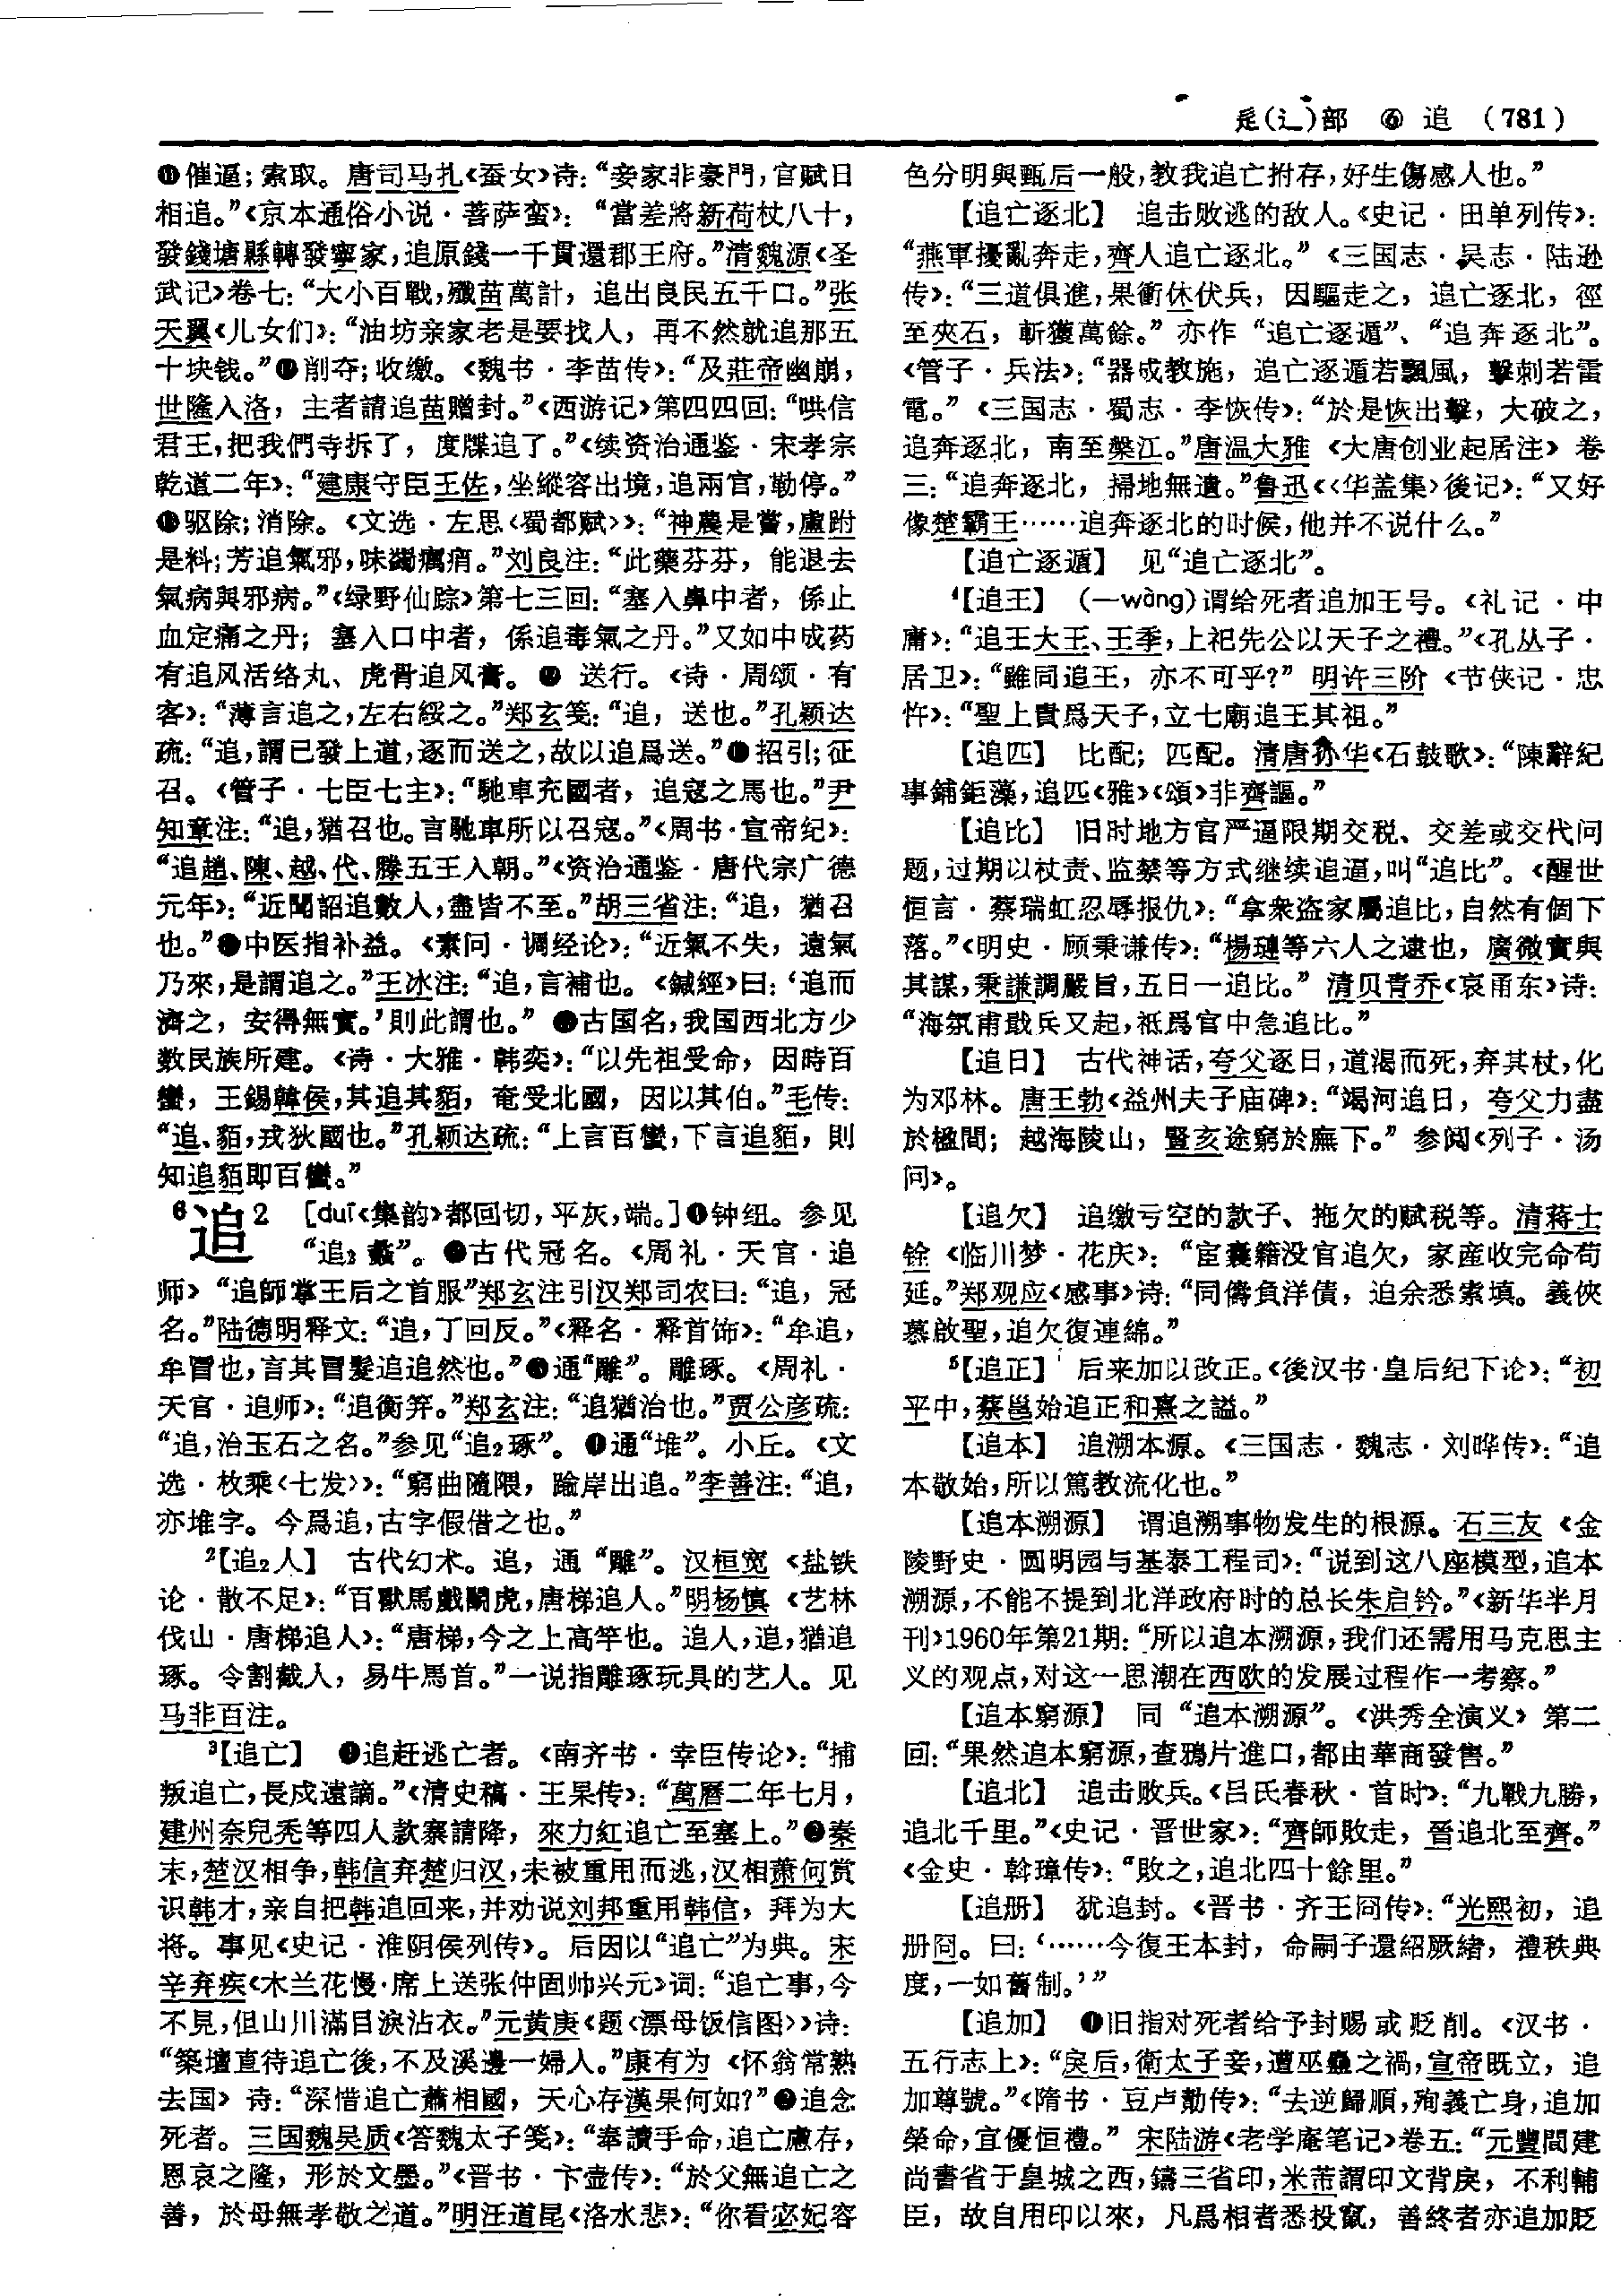 辵(辶)部 ⑥ 追 (781)
⓫催逼;索取。唐司马扎《蚕女》诗:“妾家非豪門,官賦日
相追。”《京本通俗小说·菩萨蛮》:“當差將新荷杖八十,
發錢塘縣轉發寧家,追原錢一千貫還郡王府。”清魏源《圣
武记》卷七:“大小百戰,殲苗萬計,追出良民五千口。”张
天翼《儿女们》:“油坊亲家老是要找人,再不然就追那五
十块钱。”⓬削夺;收缴。《魏书·李苗传》:“及莊帝幽崩,
世隆入洛,主者請追苗贈封。”《西游记》第四四回:“哄信
君王,把我們寺拆了,度牒追了。”《续资治通鉴·宋孝宗
乾道二年》:“建康守臣王佐,坐縱容出境,追兩官,勒停。”
⓭驱除;消除。《文选·左思〈蜀都赋〉》:“神農是嘗,盧跗
是料;芳追氣邪,味蠲癘痟。”刘良注:“此藥芬芬,能退去
氣病與邪病。”《绿野仙踪》第七三回:“塞入鼻中者,係止
血定痛之丹;塞入口中者,係追毒氣之丹。”又如中成药
有追风活络丸、虎骨追风膏。⓮ 送行。《诗·周颂·有
客》:“薄言追之,左右綏之。”郑玄笺:“追,送也。”孔颖达
疏:“追,謂已發上道,逐而送之,故以追爲送。”⓯招引;征
召。《管子·七臣七主》:“馳車充國者,追寇之馬也。”尹
知章注:“追,猶召也。言馳車所以召寇。”《周书·宣帝纪》:
“追趙、陳、越、代、滕五王入朝。”《资治通鉴·唐代宗广德
元年》:“近聞詔追數人,盡皆不至。”胡三省注:“追,猶召
也。”⓰中医指补益。《素问·调经论》:“近氣不失,遠氣
乃來,是謂追之。”王冰注:“追,言補也。《鍼經》曰:‘追而
濟之,安得無實。’則此謂也。”⓱古国名,我国西北方少
数民族所建。《诗·大雅·韩奕》:“以先祖受命,因時百
蠻,王錫韓侯,其追其貊,奄受北國,因以其伯。”毛传:
“追、貊,戎狄國也。”孔颖达疏:“上言百蠻,下言追貊,則
知追貊即百蠻。”
6追2 [duī《集韵》都回切,平灰,端。]❶钟纽。参见
“追2蠡”。❷古代冠名。《周礼·天官·追
师》“追師掌王后之首服”郑玄注引汉郑司农曰:“追,冠
名。”陆德明释文:“追,丁回反。”《释名·释首饰》:“牟追,
牟冒也,言其冒髮追追然也。”❸通“雕”。雕琢。《周礼·
天官·追师》:“追衡笄。”郑玄注:“追猶治也。”贾公彦疏:
“追,治玉石之名。”参见“追2琢”。❹通“堆”。小丘。《文
选·枚乘〈七发〉》:“窮曲隨隈,踰岸出追。”李善注:“追,
亦堆字。今爲追,古字假借之也。”
2【追2人】 古代幻术。追,通“雕”。汉桓宽《盐铁
论·散不足》:“百獸馬戲鬭虎,唐梯追人。”明杨慎《艺林
伐山·唐梯追人》:“唐梯,今之上高竿也。追人,追,猶追
琢。令割截人,易牛馬首。”一说指雕琢玩具的艺人。见
马非百注。
3【追亡】 ❶追赶逃亡者。《南齐书·幸臣传论》:“捕
叛追亡,長戍遠謫。”《清史稿·王杲传》:“萬曆二年七月,
建州奈兒秃等四人款寨請降,來力紅追亡至塞上。”❷秦
末,楚汉相争,韩信弃楚归汉,未被重用而逃,汉相萧何赏
识韩才,亲自把韩追回来,并劝说刘邦重用韩信,拜为大
将。事见《史记·淮阴侯列传》。后因以“追亡”为典。宋
辛弃疾《木兰花慢·席上送张仲固帅兴元》词:“追亡事,今
不見,但山川滿目淚沾衣。”元黄庚《题〈漂母饭信图〉》诗:
“築壇直待追亡後,不及溪邊一婦人。”康有为《怀翁常熟
去国》诗:“深惜追亡蕭相國,天心存漢果何如?”❸追念
死者。三国魏吴质《答魏太子笺》:“奉讀手命,追亡慮存,
恩哀之隆,形於文墨。”《晋书·卞壶传》:“於父無追亡之
善,於母無孝敬之道。”明汪道昆《洛水悲》:“你看宓妃容
色分明與甄后一般,教我追亡拊存,好生傷感人也。”
【追亡逐北】 追击败逃的敌人。《史记·田单列传》:
“燕軍擾亂奔走,齊人追亡逐北。”《三国志·吴志·陆逊
传》:“三道俱進,果衝休伏兵,因驅走之,追亡逐北,徑
至夾石,斬獲萬餘。”亦作“追亡逐遁”、“追奔逐北”。
《管子·兵法》:“器成教施,追亡逐遁若飄風,擊刺若雷
電。”《三国志·蜀志·李恢传》:“於是恢出擊,大破之,
追奔逐北,南至槃江。”唐温大雅《大唐创业起居注》卷
三:“追奔逐北,掃地無遺。”鲁迅《〈华盖集〉後记》:“又好
像楚霸王……追奔逐北的时候,他并不说什么。”
【追亡逐遁】 见“追亡逐北”。
4【追王】 (—wàng)谓给死者追加王号。《礼记·中
庸》:“追王大王、王季,上祀先公以天子之禮。”《孔丛子·
居卫》:“雖同追王,亦不可乎?”明许三阶《节侠记·忠
忤》:“聖上貴爲天子,立七廟追王其祖。”
【追匹】 比配;匹配。清唐孙华《石鼓歌》:“陳辭紀
事鋪鉅藻,追匹《雅》《頌》非齊謳。”
【追比】 旧时地方官严逼限期交税、交差或交代问
题,过期以杖责、监禁等方式继续追逼,叫“追比”。《醒世
恒言·蔡瑞虹忍辱报仇》:“拿衆盗家屬追比,自然有個下
落。”《明史·顾秉谦传》:“楊漣等六人之逮也,廣微實與
其謀,秉謙調嚴旨,五日一追比。”清贝青乔《哀甬东》诗:
“海氛甫戢兵又起,祇爲官中急追比。”
【追日】 古代神话,夸父逐日,道渴而死,弃其杖,化
为邓林。唐王勃《益州夫子庙碑》:“竭河追日,夸父力盡
於楹間;越海陵山,豎亥途窮於廡下。”参阅《列子·汤
问》。
【追欠】 追缴亏空的款子、拖欠的赋税等。清蒋士
铨《临川梦·花庆》:“宦囊籍没官追欠,家産收完命苟
延。”郑观应《感事》诗:“同儕負洋債,追余悉索填。義俠
慕啟聖,追欠復連綿。”
5【追正】 后来加以改正。《後汉书·皇后纪下论》:“初
平中,蔡邕始追正和熹之謚。”
【追本】 追溯本源。《三国志·魏志·刘晔传》:“追
本敬始,所以篤教流化也。”
【追本溯源】 谓追溯事物发生的根源。石三友《金
陵野史·圆明园与基泰工程司》:“说到这八座模型,追本
溯源,不能不提到北洋政府时的总长朱启钤。”《新华半月
刊》1960年第21期:“所以追本溯源,我们还需用马克思主
义的观点,对这一思潮在西欧的发展过程作一考察。”
【追本窮源】 同“追本溯源”。《洪秀全演义》第二
回:“果然追本窮源,查鴉片進口,都由華商發售。”
【追北】 追击败兵。《吕氏春秋·首时》:“九戰九勝,
追北千里。”《史记·晋世家》:“齊師敗走,晉追北至齊。”
《金史·斡璋传》:“敗之,追北四十餘里。”
【追册】 犹追封。《晋书·齐王冏传》:“光熙初,追
册冏。曰:‘……今復王本封,命嗣子還紹厥緒,禮秩典
度,一如舊制。’”
【追加】 ❶旧指对死者给予封赐或贬削。《汉书·
五行志上》:“戾后,衛太子妾,遭巫蠱之禍,宣帝既立,追
加尊號。”《隋书·豆卢勣传》:“去逆歸順,殉義亡身,追加
榮命,宜優恒禮。”宋陆游《老学庵笔记》卷五:“元豐間建
尚書省于皇城之西,鑄三省印,米芾謂印文背戾,不利輔
臣,故自用印以來,凡爲相者悉投竄,善終者亦追加貶